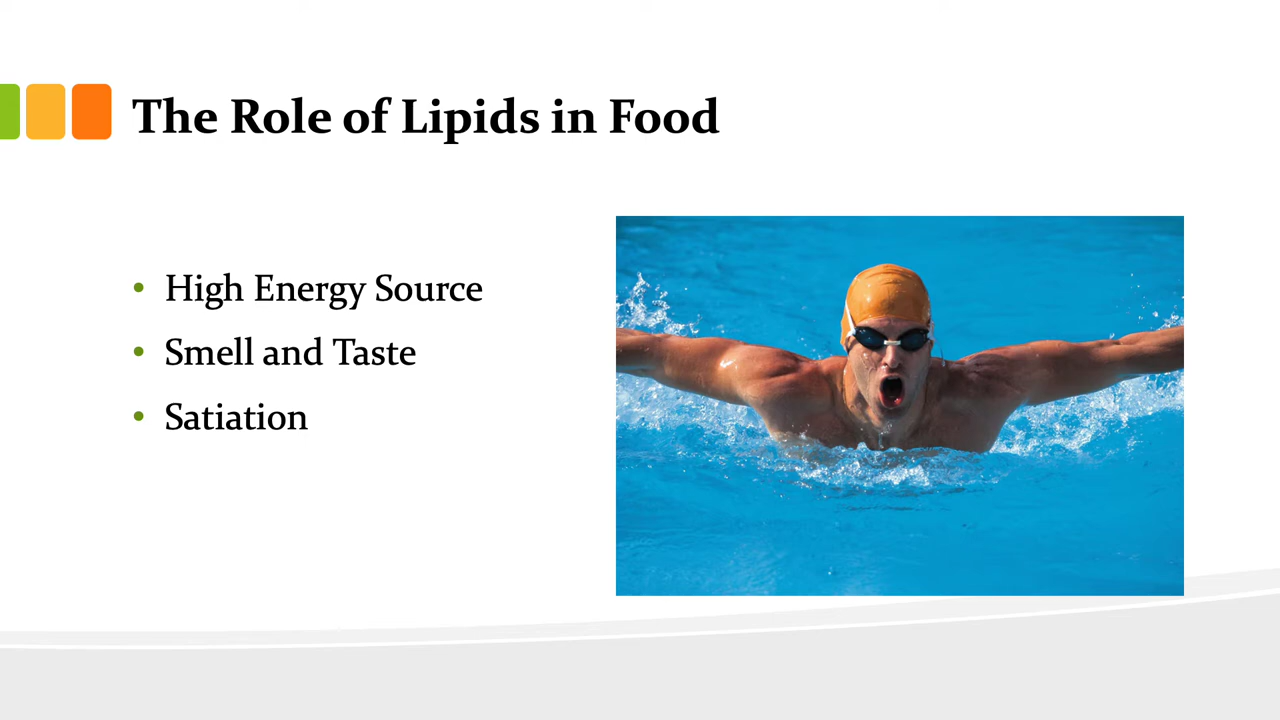 The Role of Lipids in Food
• High Energy Source
• Smell and Taste
• Satiation